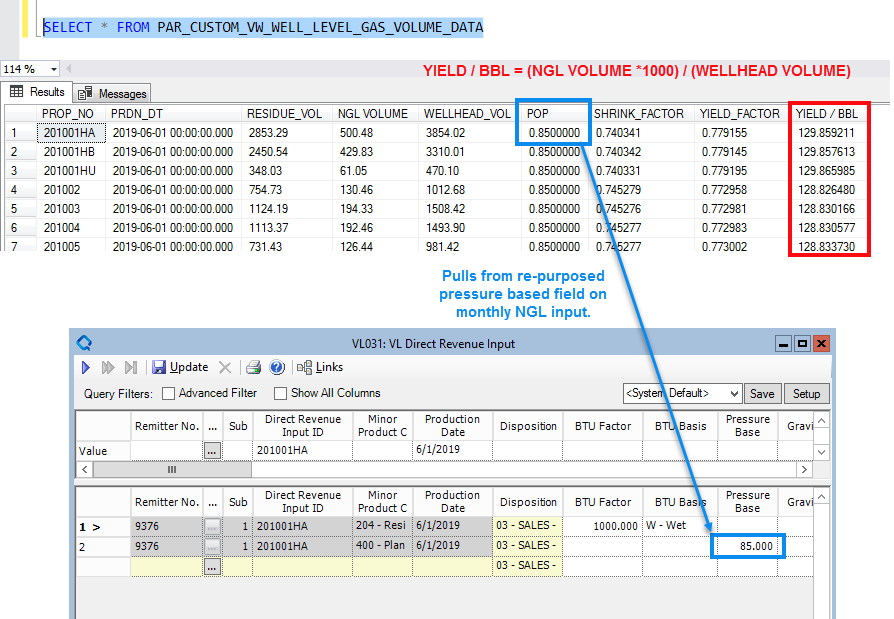 SELECT * FROM PAR_CUSTOM_VW_WELL_LEVEL_GAS_VOLUME_DATA
114 %
YIELD / BBL = (NGL VOLUME *1000) / (WELLHEAD VOLUME)
Results Messages
PROP_NO PRDN_DT RESIDUE_VOL NGL VOLUME WELLHEAD_VOL POP SHRINK_FACTOR YIELD_FACTOR YIELD / BBL
1 201001HA 2019-06-01 00:00:00.000 2853.29 500.48 3854.02 0.8500000 0.740341 0.779155 129.859211
2 201001HB 2019-06-01 00:00:00.000 2450.54 429.83 3310.01 0.8500000 0.740342 0.779145 129.857613
3 201001HU 2019-06-01 00:00:00.000 348.03 61.05 470.10 0.8500000 0.740331 0.779195 129.865985
4 201002 2019-06-01 00:00:00.000 754.73 130.46 1012.68 0.8500000 0.745279 0.772958 128.826480
5 201003 2019-06-01 00:00:00.000 1124.19 194.33 1508.42 0.8500000 0.745276 0.772981 128.830166
6 201004 2019-06-01 00:00:00.000 1113.37 192.46 1493.90 0.8500000 0.745277 0.772983 128.830577
7 201005 2019-06-01 00:00:00.000 731.43 126.44 981.42 0.8500000 0.745277 0.773002 128.833730
Pulls from re-purposed
pressure based field on
monthly NGL input.
VL031: VL Direct Revenue Input
Update Links
Query Filters: Advanced Filter Show All Columns <System Default> Save Setup
Remitter No. ... Sub Direct Revenue Input ID Minor Product C Production Date Disposition BTU Factor BTU Basis Pressure Base Gravi
Value ... 201001HA 6/1/2019
Remitter No. ... Sub Direct Revenue Input ID Minor Product C Production Date Disposition BTU Factor BTU Basis Pressure Base Gravi
1 > 9376 ... 1 201001HA 204 - Resi 6/1/2019 03 - SALES - 1000.000 W - Wet
2 9376 ... 1 201001HA 400 - Plan 6/1/2019 03 - SALES - 85.000
... 03 - SALES -